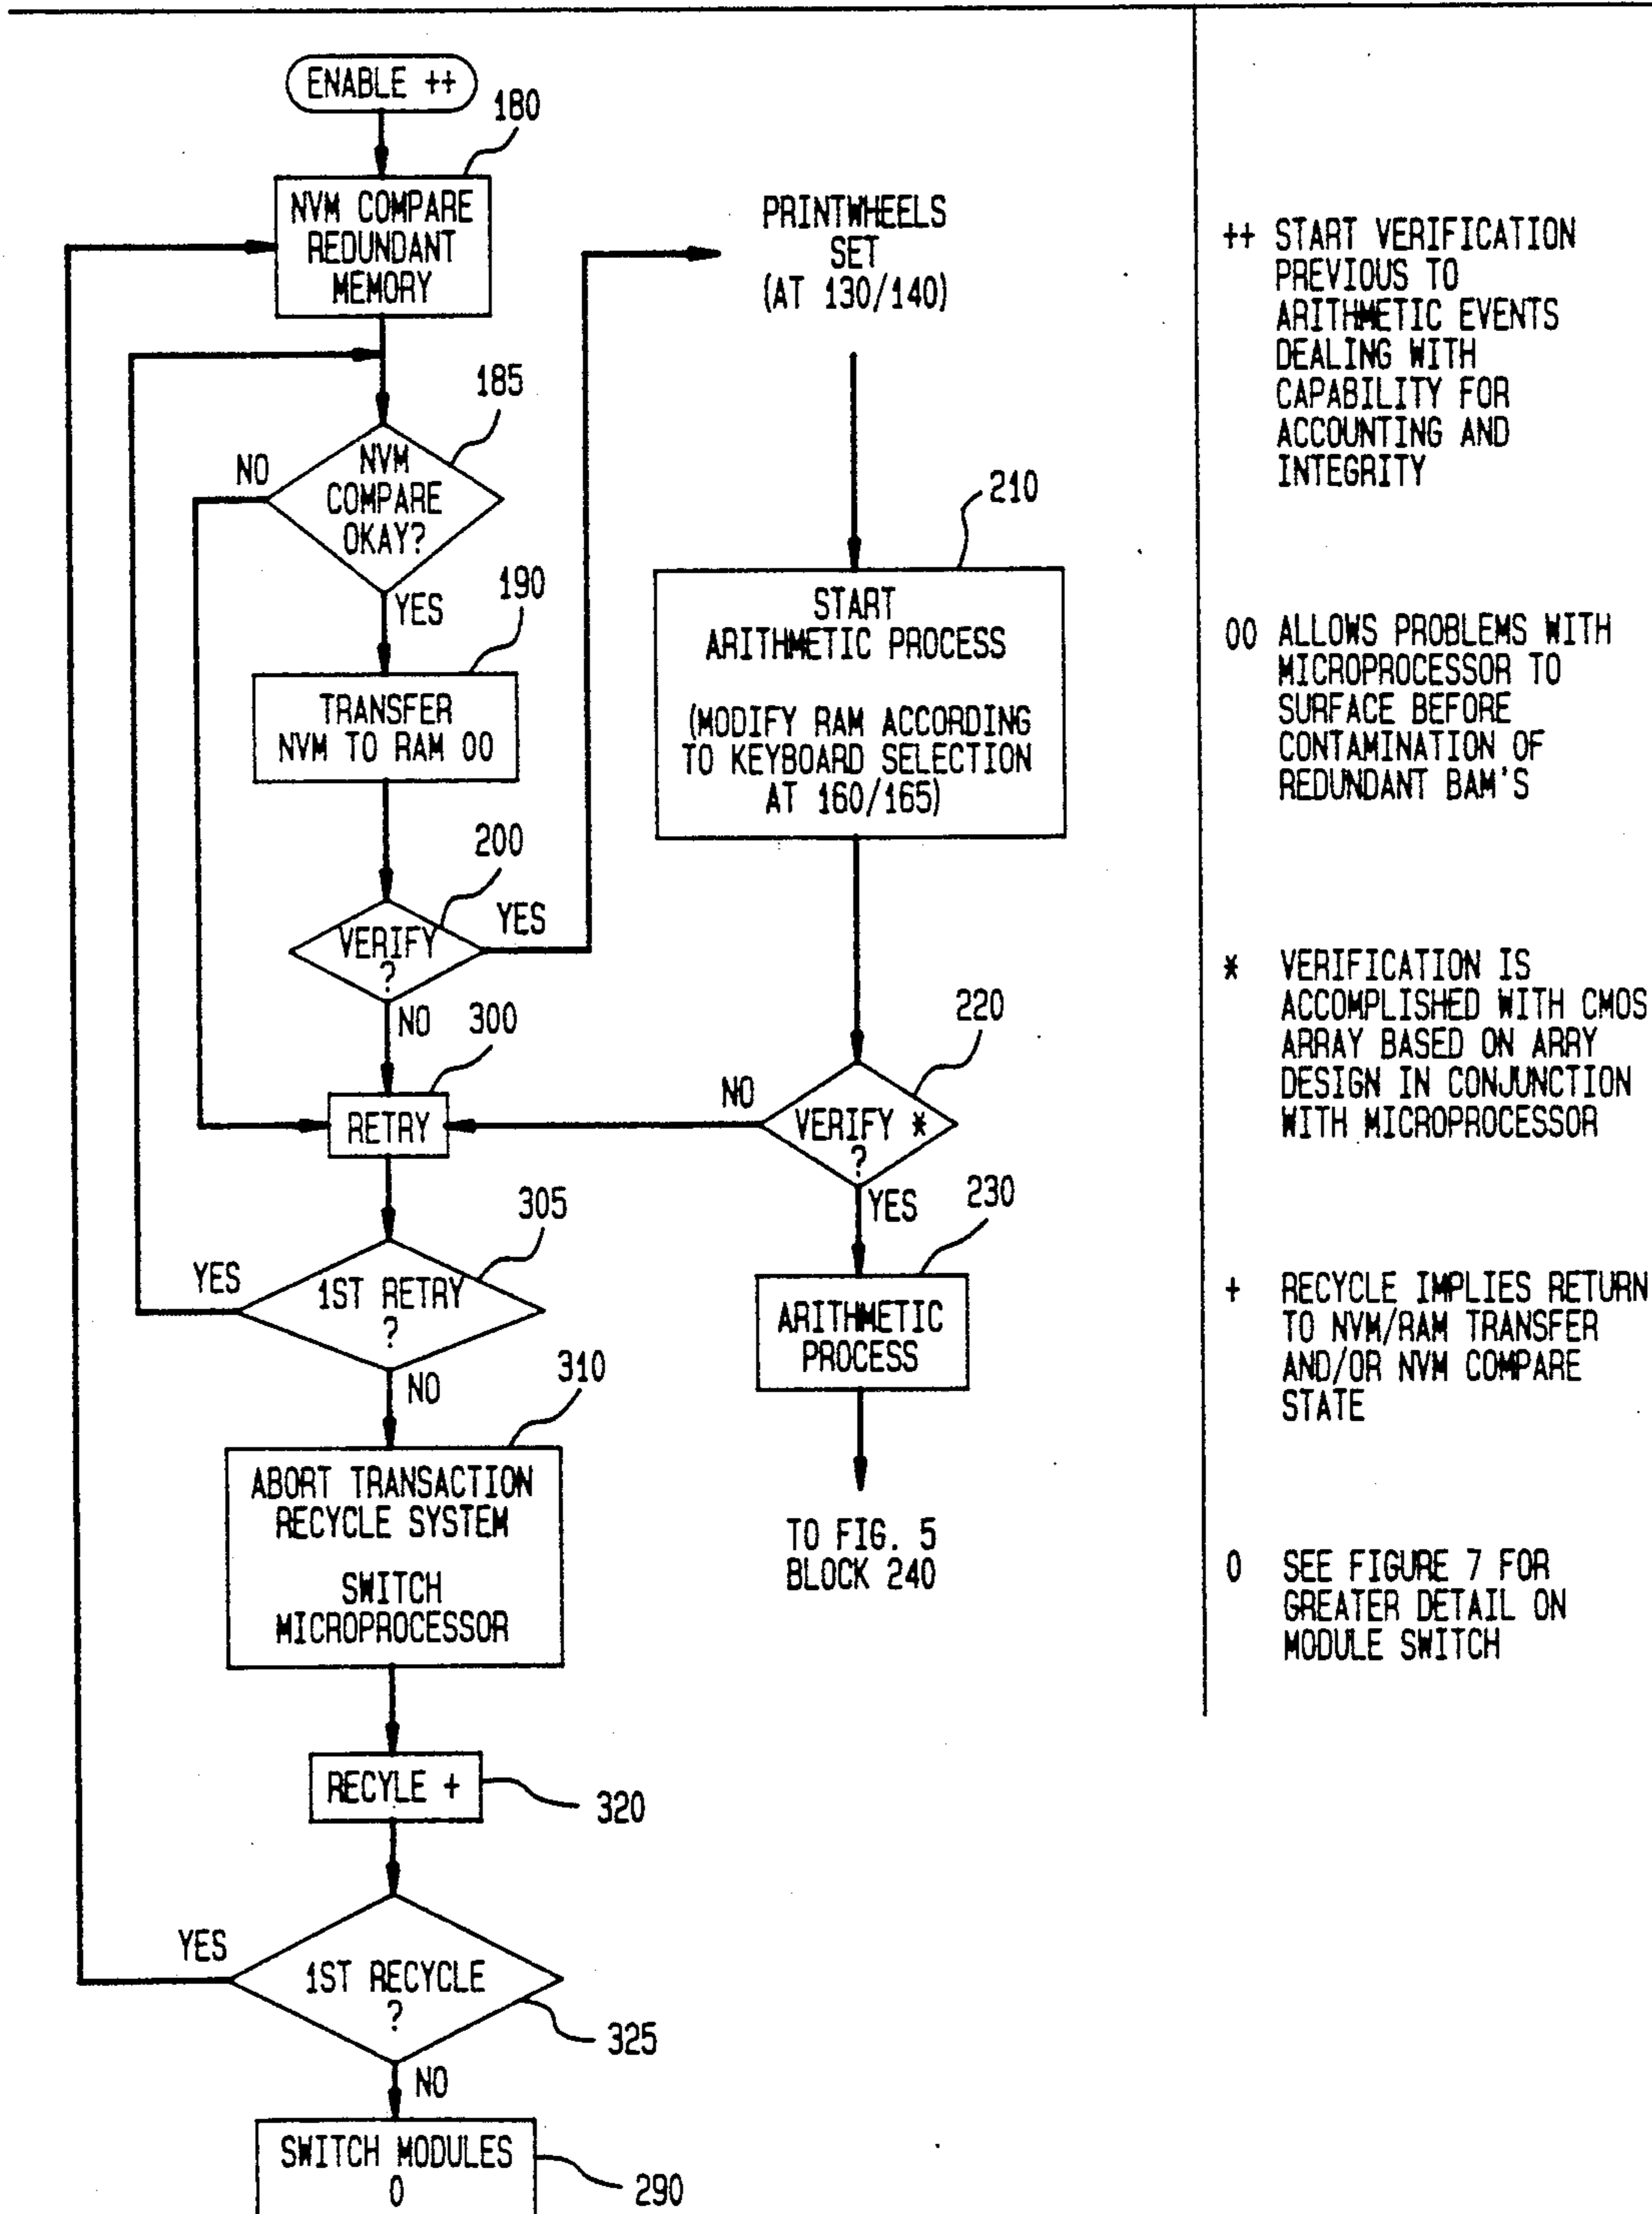 ENABLE ++
180
NVM COMPARE
REDUNDANT
MEMORY
185
NVM
COMPARE
OKAY?
NO
YES
190
TRANSFER
NVM TO RAM 00
200
VERIFY
?
YES
NO
300
RETRY
305
1ST RETRY
?
YES
NO
310
ABORT TRANSACTION
RECYCLE SYSTEM
SWITCH
MICROPROCESSOR
RECYLE +
320
1ST RECYCLE
?
YES
325
NO
SWITCH MODULES
0
290
PRINTWHEELS
SET
(AT 130/140)
210
START
ARITHMETIC PROCESS
(MODIFY RAM ACCORDING
TO KEYBOARD SELECTION
AT 160/165)
220
VERIFY *
?
NO
YES
230
ARITHMETIC
PROCESS
TO FIG. 5
BLOCK 240
++ START VERIFICATION
PREVIOUS TO
ARITHMETIC EVENTS
DEALING WITH
CAPABILITY FOR
ACCOUNTING AND
INTEGRITY
00 ALLOWS PROBLEMS WITH
MICROPROCESSOR TO
SURFACE BEFORE
CONTAMINATION OF
REDUNDANT BAM'S
* VERIFICATION IS
ACCOMPLISHED WITH CMOS
ARRAY BASED ON ARRY
DESIGN IN CONJUNCTION
WITH MICROPROCESSOR
+ RECYCLE IMPLIES RETURN
TO NVM/RAM TRANSFER
AND/OR NVM COMPARE
STATE
0 SEE FIGURE 7 FOR
GREATER DETAIL ON
MODULE SWITCH